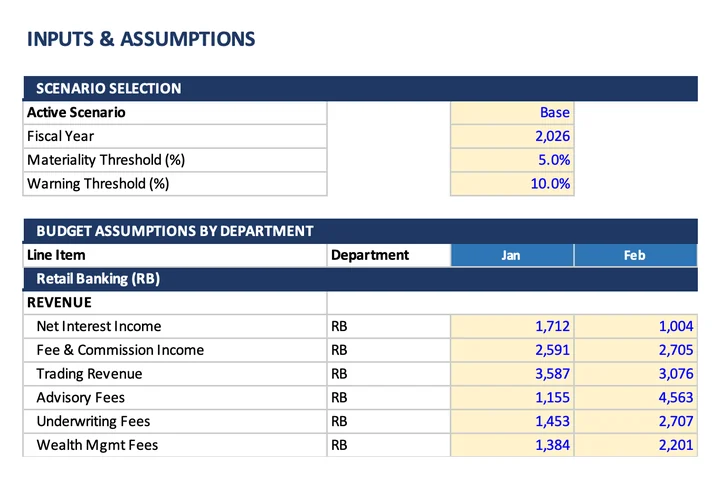 INPUTS & ASSUMPTIONS
SCENARIO SELECTION
Active Scenario Base
Fiscal Year 2,026
Materiality Threshold (%) 5.0%
Warning Threshold (%) 10.0%
BUDGET ASSUMPTIONS BY DEPARTMENT
Line Item Department Jan Feb
Retail Banking (RB)
REVENUE
Net Interest Income RB 1,712 1,004
Fee & Commission Income RB 2,591 2,705
Trading Revenue RB 3,587 3,076
Advisory Fees RB 1,155 4,563
Underwriting Fees RB 1,453 2,707
Wealth Mgmt Fees RB 1,384 2,201